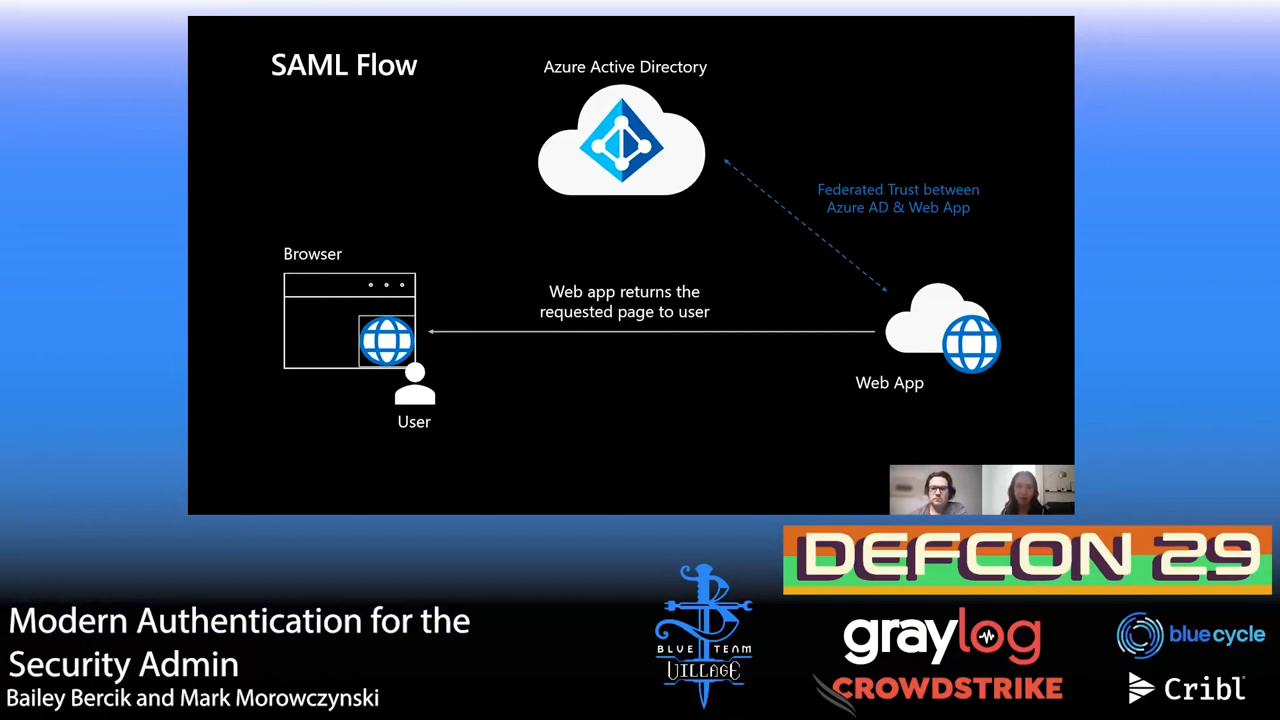 SAML Flow
Azure Active Directory
Federated Trust between
Azure AD & Web App
Browser
Web app returns the
requested page to user
Web App
User
DEFCON 29
Modern Authentication for the
Security Admin
Bailey Bercik and Mark Morowczynski
BLUE TEAM
VILLAGE
graylog
bluecycle
CROWDSTRIKE
Cribl